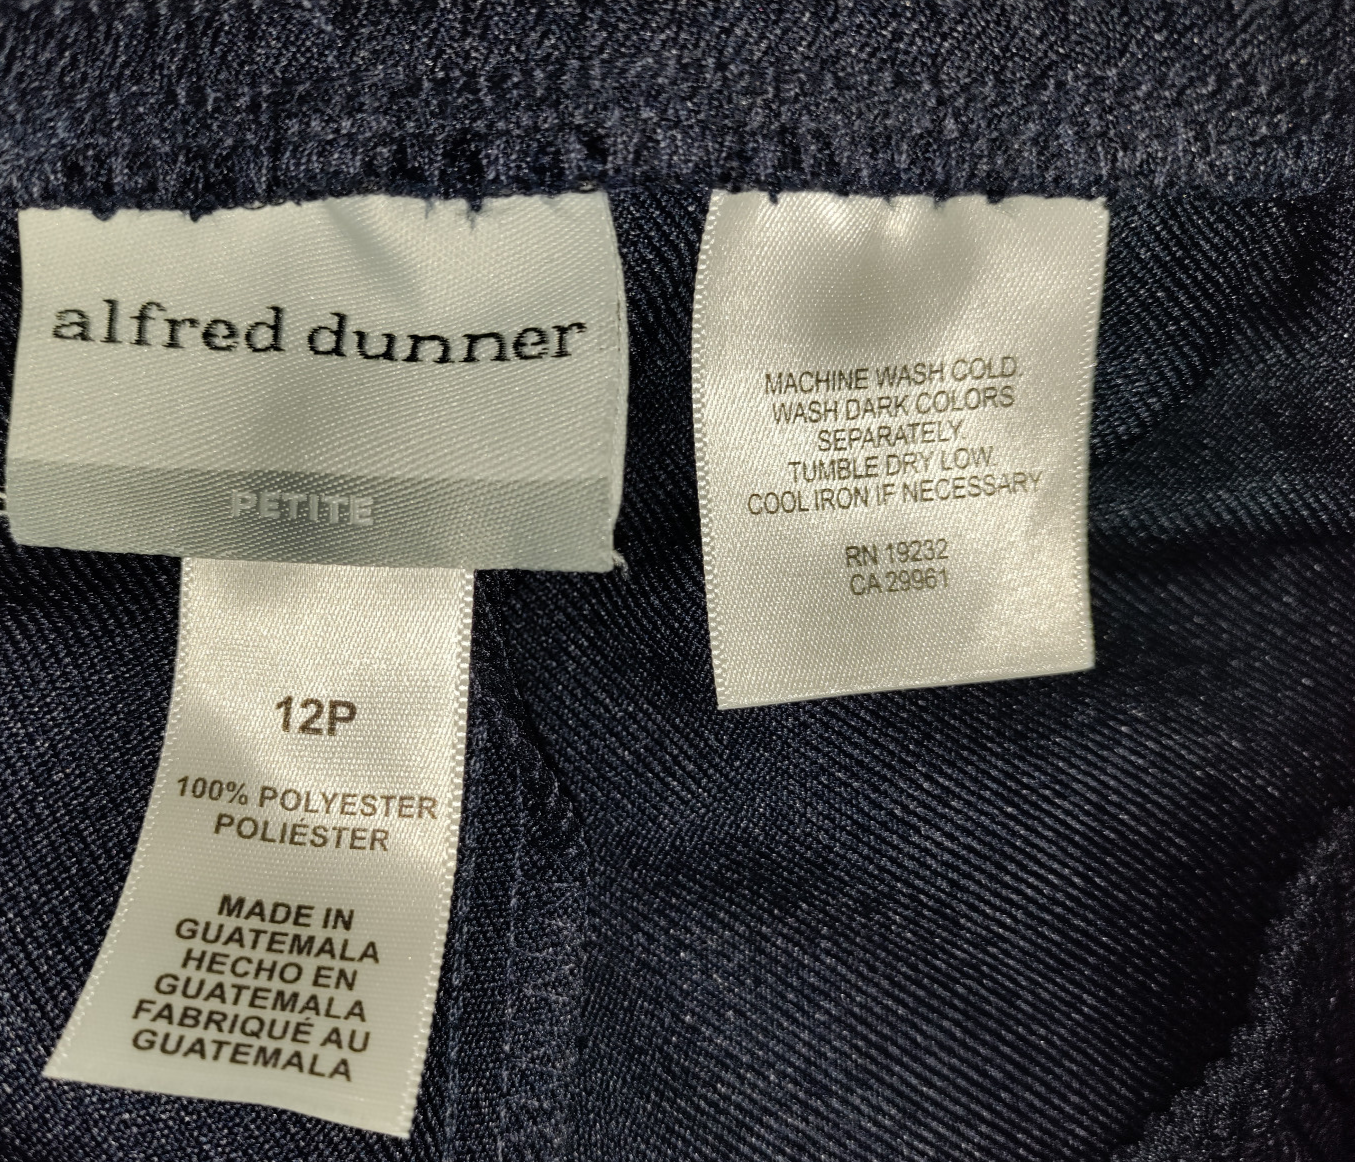 alfred dunner
PETITE
12P
100% POLYESTER
POLIÉSTER
MADE IN
GUATEMALA
HECHO EN
GUATEMALA
FABRIQUÉ AU
GUATEMALA
MACHINE WASH COLD.
WASH DARK COLORS
SEPARATELY.
TUMBLE DRY LOW.
COOL IRON IF NECESSARY
RN 19232
CA 29961